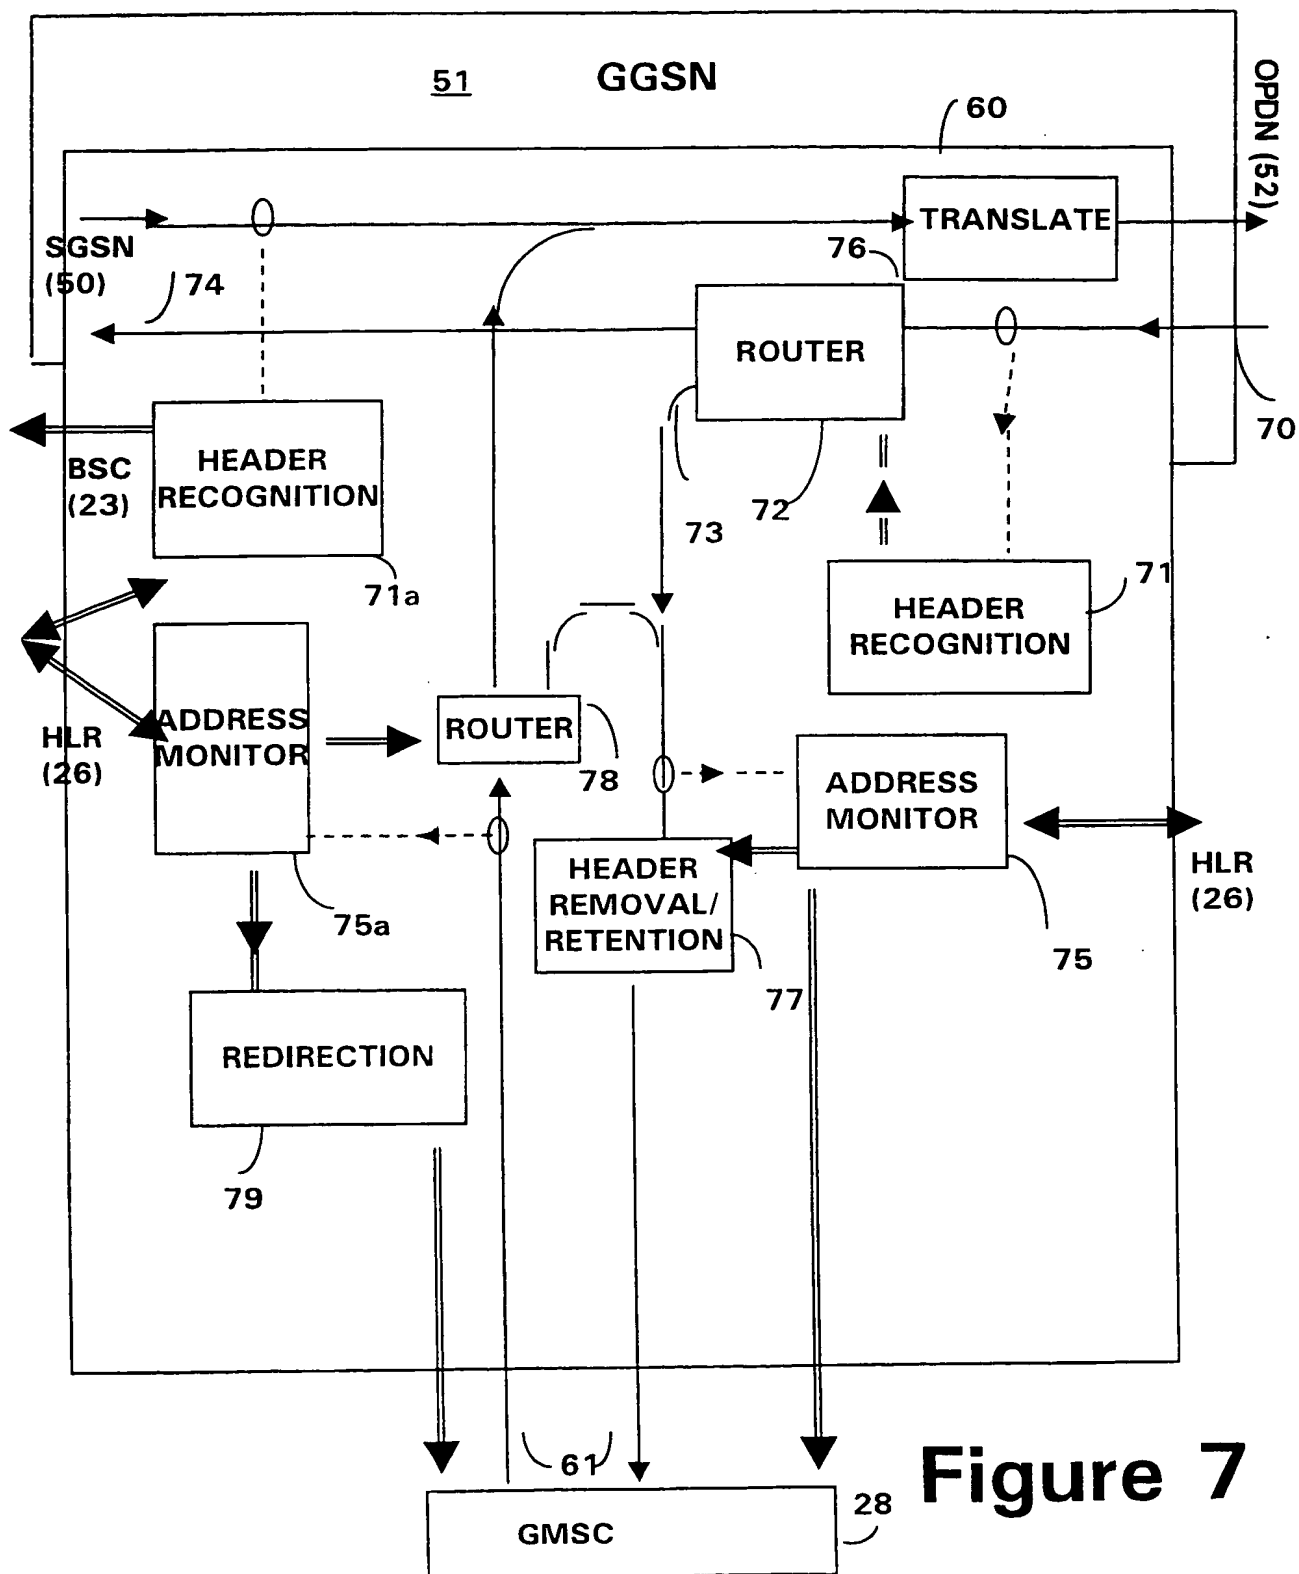 51
GGSN
OPDN (52)
60
TRANSLATE
SGSN
(50)
74
76
ROUTER
70
BSC
(23)
HEADER
RECOGNITION
73
72
71a
71
HEADER
RECOGNITION
HLR
(26)
ADDRESS
MONITOR
ROUTER
78
ADDRESS
MONITOR
HLR
(26)
75a
HEADER
REMOVAL/
RETENTION
75
77
REDIRECTION
79
61
Figure 7
GMSC
28